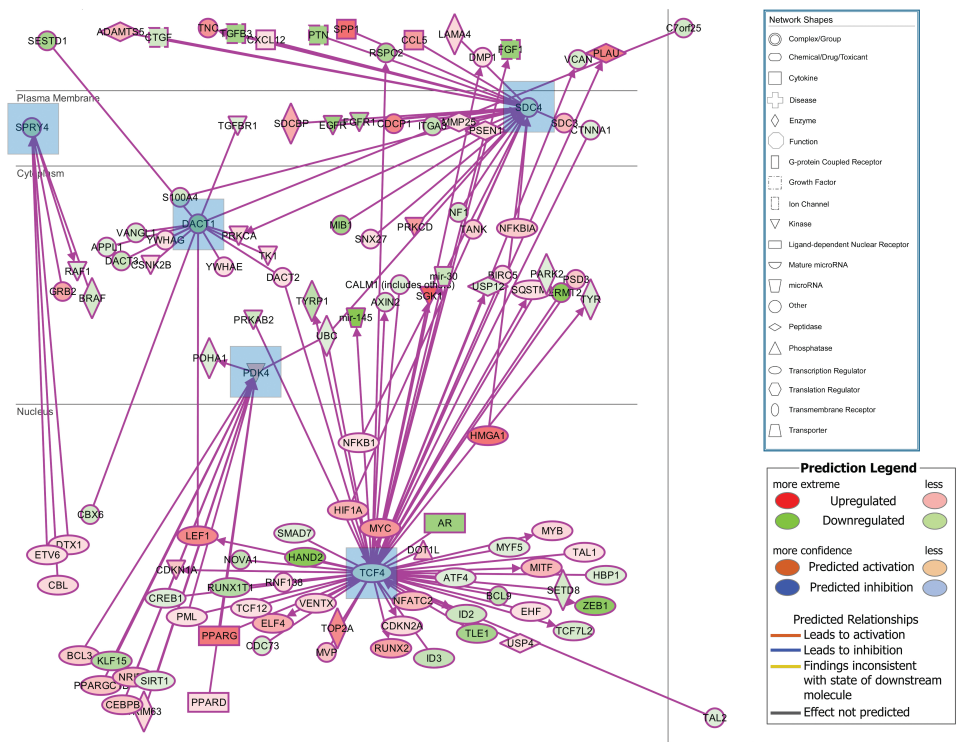 ADAMTS5
CTGF
TNC
TGFB3
CXCL12
PTN
SPP1
RSPO2
CCL5
LAMA4
DMP1
FGF1
VCAN
PLAU
C7orf25
SESTD1
Plasma Membrane
SPRY4
TGFBR1
SDCBP
EGFR
FGFR1
CDCP1
ITGA5
MMP25
PSEN1
SDC4
SDC3
CTNNA1
Cytoplasm
S100A4
DACT1
VANGL1
YWHAG
APPL1
DACT3
CSNK2B
RAF1
GRB2
BRAF
YWHAE
PRKCA
TK1
DACT2
MIB1
SNX27
PRKCD
NF1
TANK
NFKBIA
CALM1 (includes others)
mir-30
AXIN2
SGK1
TYRP1
mir-145
UBC
PRKAB2
USP12
BIRC5
SQSTM
PARK2
PSD3
FERMT2
TYR
PDHA1
PDK4
Nucleus
NFKB1
HMGA1
HIF1A
MYC
AR
CBX6
DTX1
ETV6
CBL
LEF1
SMAD7
HAND2
NOVA1
CDKN1A
RUNX1T1
RNF138
CREB1
TCF12
VENTX
PML
ELF4
PPARG
CDC73
TOP2A
MVP
TCF4
DOT1L
MYF5
MYB
TAL1
MITF
HBP1
ATF4
SETD8
BCL9
ZEB1
NFATC2
ID2
EHF
CDKN2A
TLE1
TCF7L2
USP4
RUNX2
ID3
BCL3
KLF15
PPARGC1B
SIRT1
CEBPB
TRIM63
PPARD
TAL2
Network Shapes
Complex/Group
Chemical/Drug/Toxicant
Cytokine
Disease
Enzyme
Function
G-protein Coupled Receptor
Growth Factor
Ion Channel
Kinase
Ligand-dependent Nuclear Receptor
Mature microRNA
microRNA
Other
Peptidase
Phosphatase
Transcription Regulator
Translation Regulator
Transmembrane Receptor
Transporter
Prediction Legend
more extreme less
Upregulated
Downregulated
more confidence less
Predicted activation
Predicted inhibition
Predicted Relationships
Leads to activation
Leads to inhibition
Findings inconsistent
with state of downstream
molecule
Effect not predicted